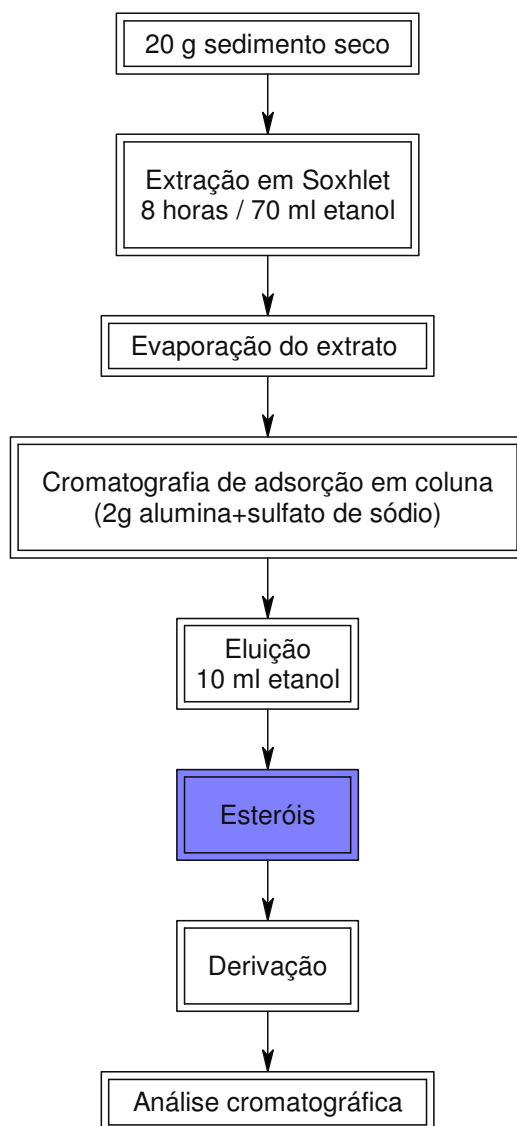 20 g sedimento seco
Extração em Soxhlet
8 horas / 70 ml etanol
Evaporação do extrato
Cromatografia de adsorção em coluna
(2g alumina+sulfato de sódio)
Eluição
10 ml etanol
Esteróis
Derivação
Análise cromatográfica